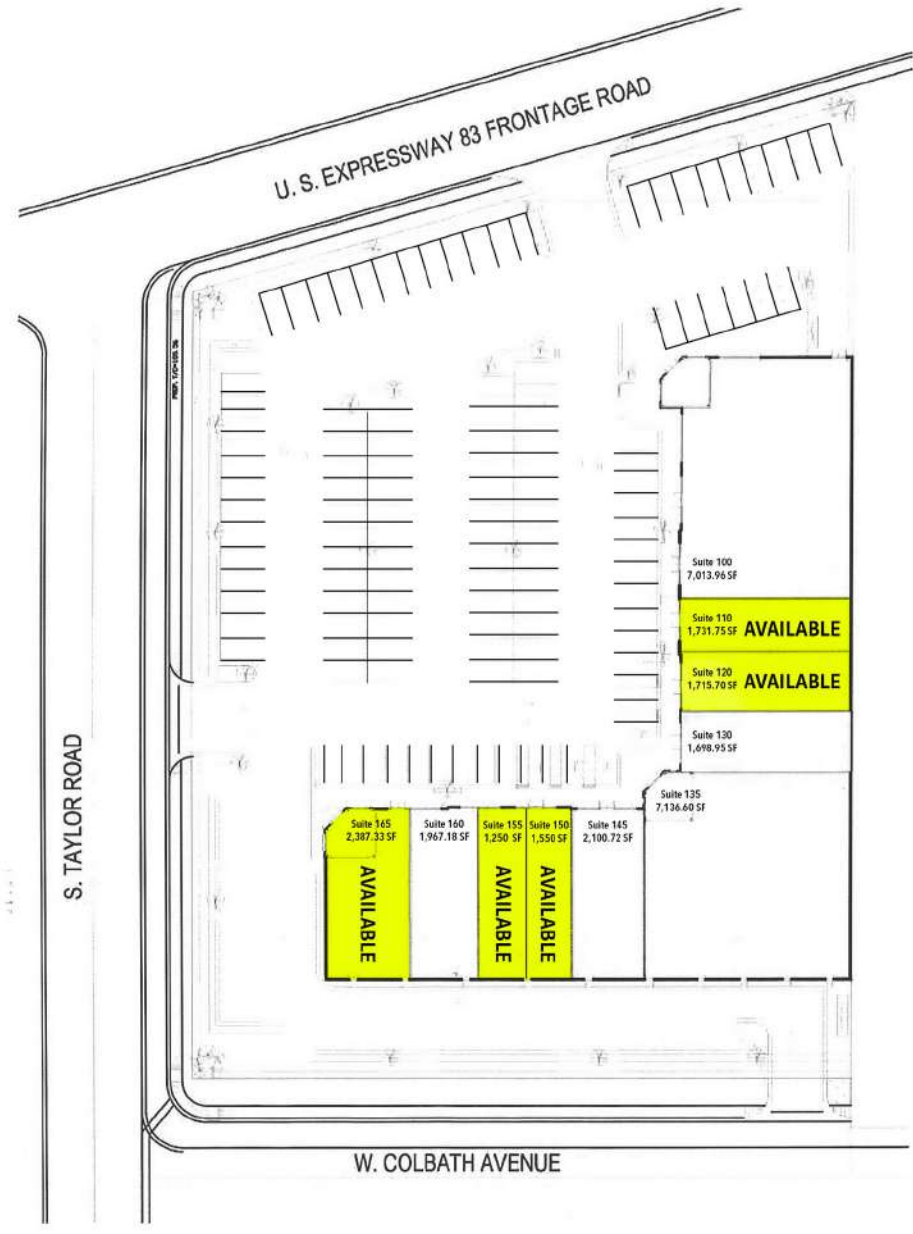 U. S. EXPRESSWAY 83 FRONTAGE ROAD
Suite 100
7,013.96 SF
Suite 110
1,731.75 SF
AVAILABLE
Suite 120
1,715.70 SF
AVAILABLE
Suite 130
1,698.95 SF
Suite 135
7,136.60 SF
Suite 165
2,387.33 SF
AVAILABLE
Suite 160
1,967.18 SF
Suite 155
1,250 SF
AVAILABLE
Suite 150
1,550 SF
AVAILABLE
Suite 145
2,100.72 SF
S. TAYLOR ROAD
W. COLBATH AVENUE